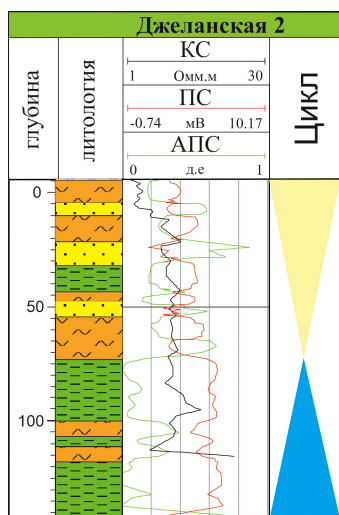 Джеланская 2
глубина
литология
КС
1 Омм.м 30
ПС
-0.74 мВ 10.17
АПС
0 д.е 1
Цикл
0
50
100